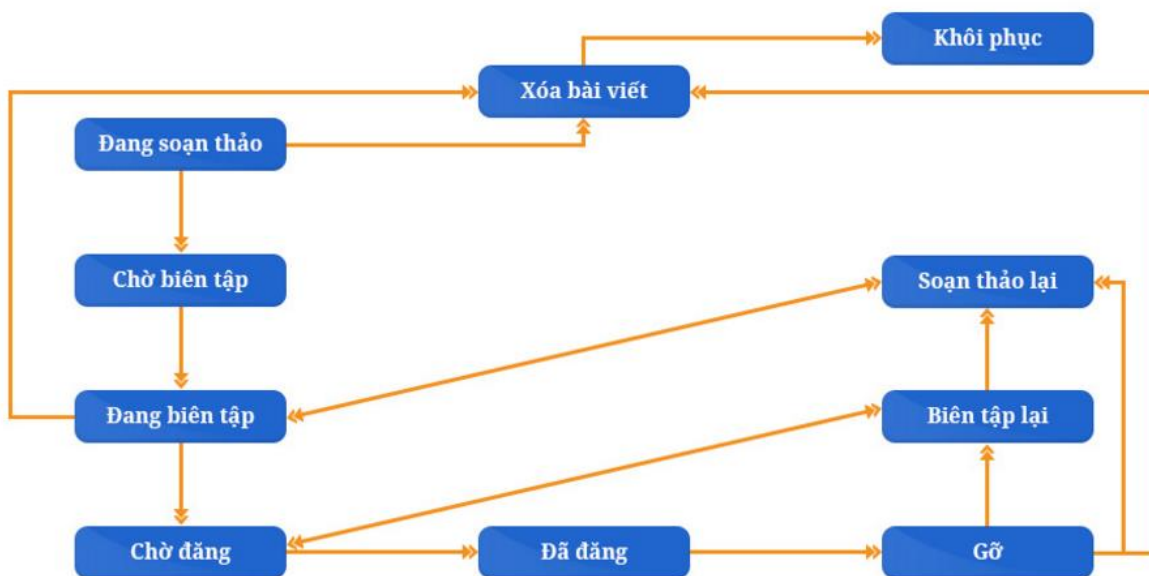 Khôi phục
Xóa bài viết
Đang soạn thảo
Chờ biên tập
Soạn thảo lại
Đang biên tập
Biên tập lại
Chờ đăng
Đã đăng
Gỡ